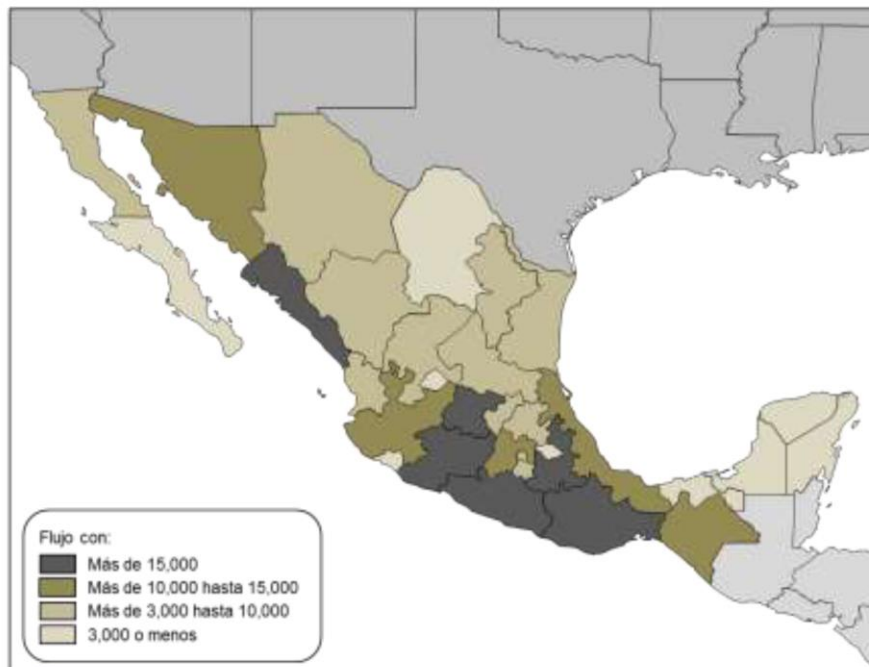 Flujo con:
Más de 15,000
Más de 10,000 hasta 15,000
Más de 3,000 hasta 10,000
3,000 o menos